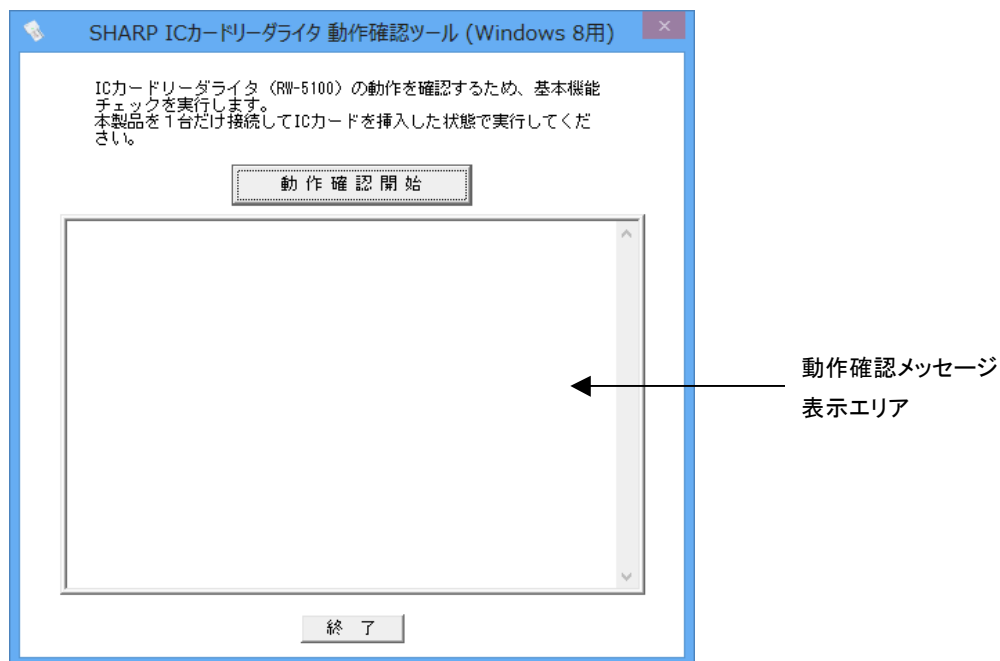 SHARP ICカードリーダライタ 動作確認ツール (Windows 8用)
ICカードリーダライタ（RW-5100）の動作を確認するため、基本機能
チェックを実行します。
本製品を１台だけ接続してICカードを挿入した状態で実行してくだ
さい。
動 作 確 認 開 始
動作確認メッセージ
表示エリア
終 了